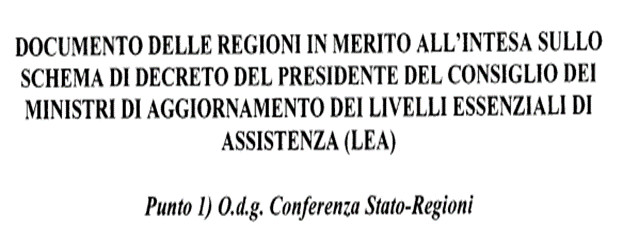 DOCUMENTO DELLE REGIONI IN MERITO ALL'INTESA SULLO
SCHEMA DI DECRETO DEL PRESIDENTE DEL CONSIGLIO DEI
MINISTRI DI AGGIORNAMENTO DEI LIVELLI ESSENZIALI DI
ASSISTENZA (LEA)
Punto 1) O.d.g. Conferenza Stato-Regioni